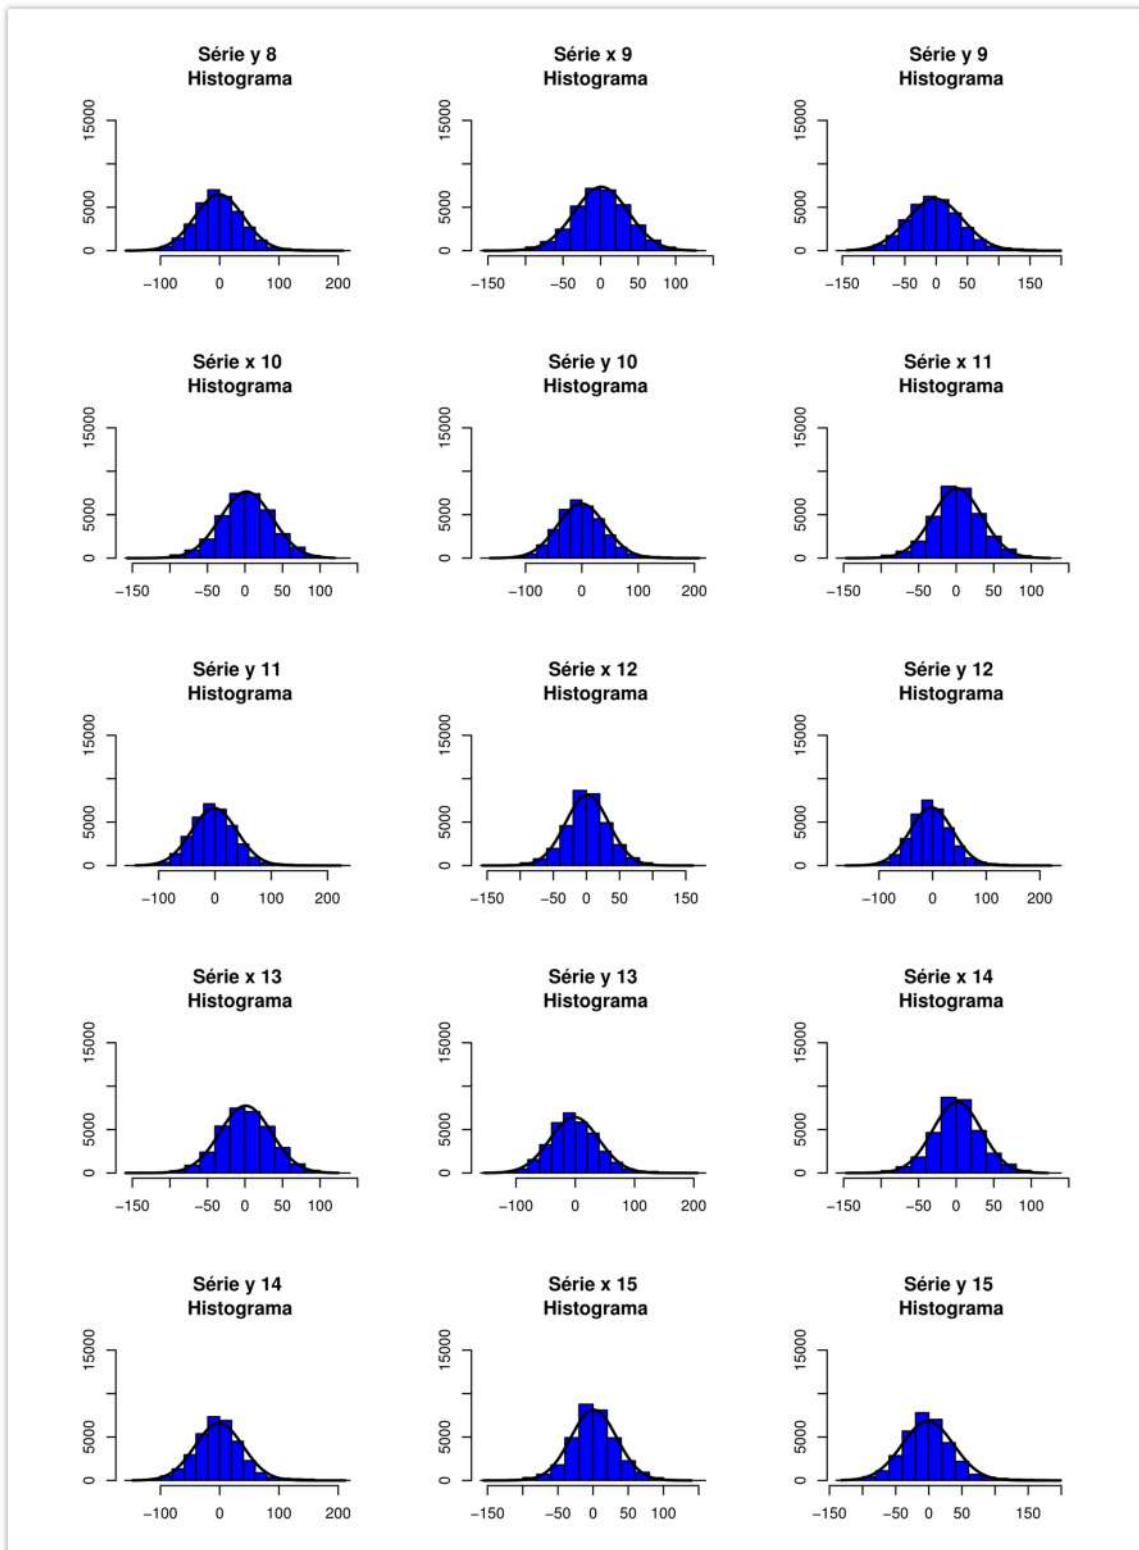 Série y 8
Histograma
Série x 9
Histograma
Série y 9
Histograma
15000
5000
0
−100 0 100 200
15000
5000
0
−150 −50 0 50 100
15000
5000
0
−150 −50 0 50 150
Série x 10
Histograma
Série y 10
Histograma
Série x 11
Histograma
15000
5000
0
−150 −50 0 50 100
15000
5000
0
−100 0 100 200
15000
5000
0
−150 −50 0 50 100
Série y 11
Histograma
Série x 12
Histograma
Série y 12
Histograma
15000
5000
0
−100 0 100 200
15000
5000
0
−150 −50 0 50 150
15000
5000
0
−100 0 100 200
Série x 13
Histograma
Série y 13
Histograma
Série x 14
Histograma
15000
5000
0
−150 −50 0 50 100
15000
5000
0
−100 0 100 200
15000
5000
0
−150 −50 0 50 100
Série y 14
Histograma
Série x 15
Histograma
Série y 15
Histograma
15000
5000
0
−100 0 100 200
15000
5000
0
−150 −50 0 50 100
15000
5000
0
−150 −50 0 50 150